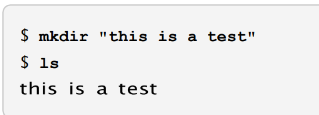 $ mkdir "this is a test"
$ ls
this is a test